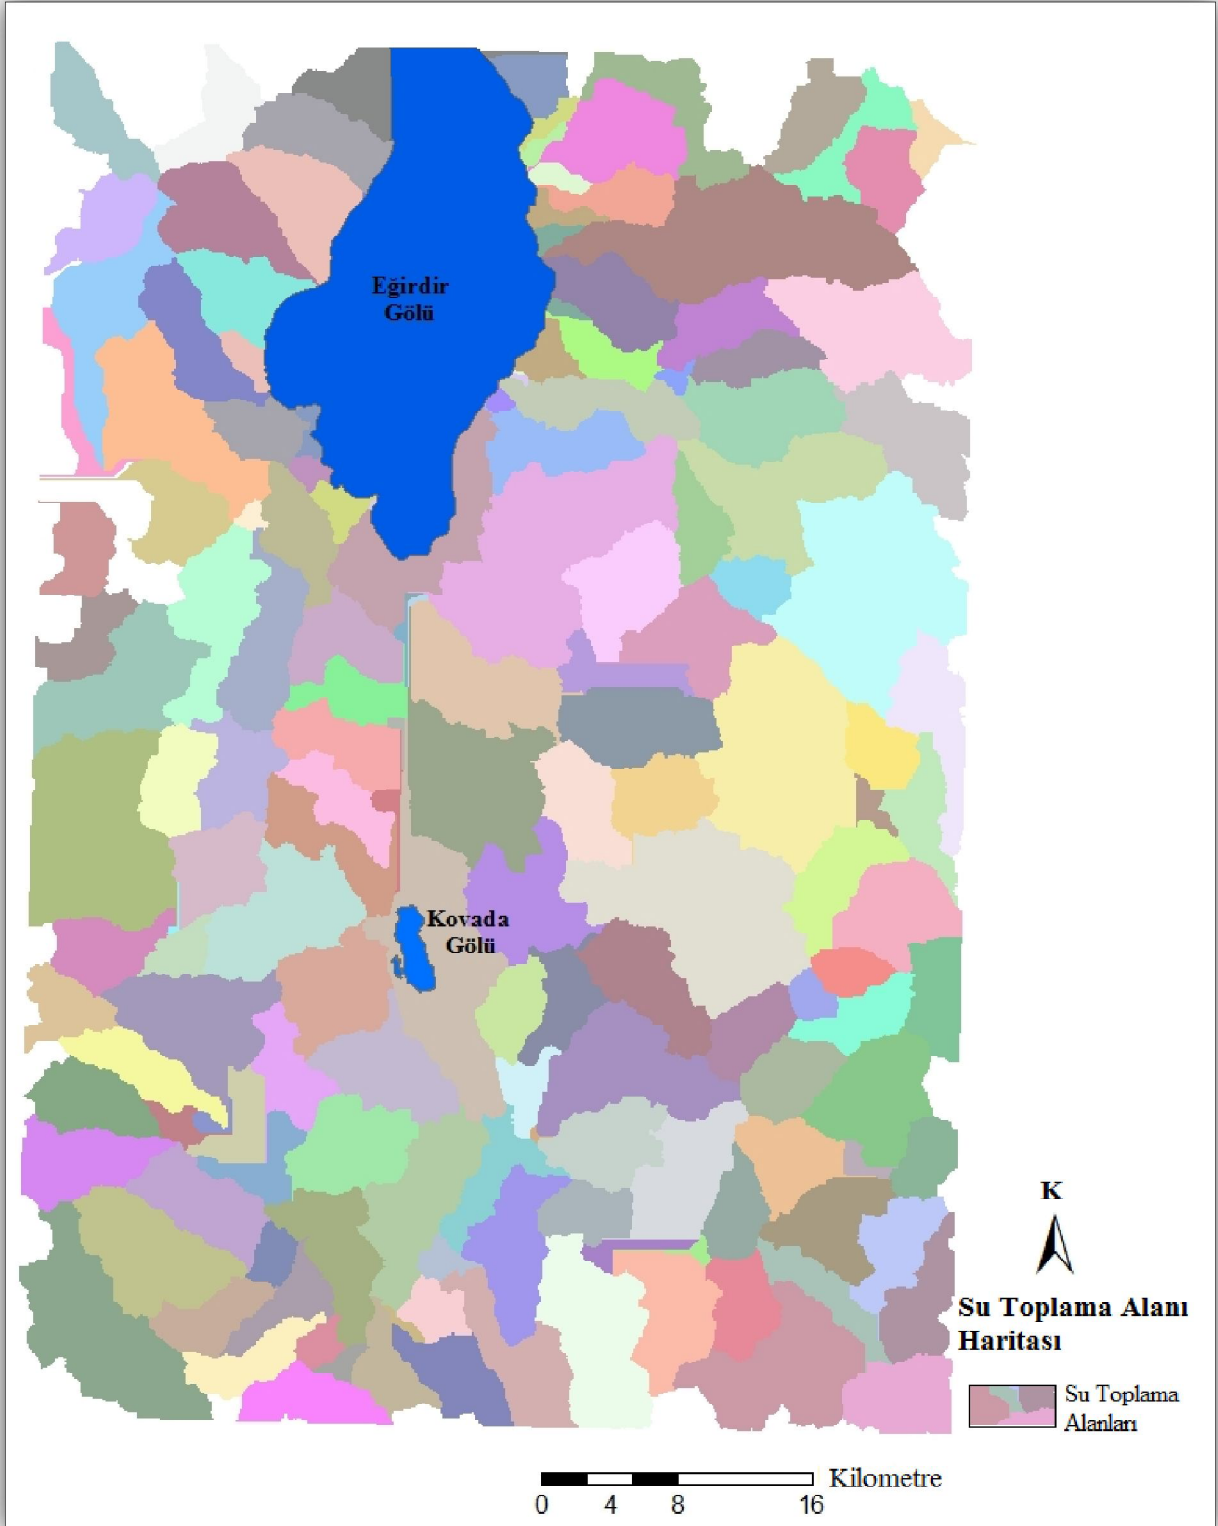 Eğirdir
Gölü
Kovada
Gölü
K
Su Toplama Alanı
Haritası
Su Toplama
Alanları
Kilometre
0 4 8 16